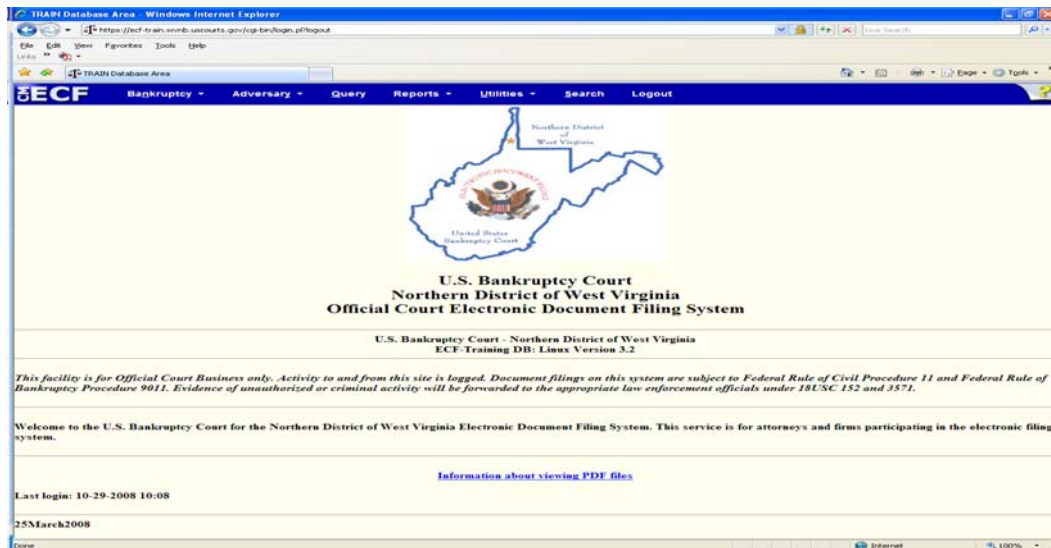 TRAIN Database Area - Windows Internet Explorer
https://ecf-train.wvnb.uscourts.gov/cgi-bin/login.pl?logout
Live Search
File Edit View Favorites Tools Help
Links
TRAIN Database Area
Page Tools
CM ECF Bankruptcy Adversary Query Reports Utilities Search Logout
Northern District
of
West Virginia
ELECTRONIC DOCUMENT FILING
United States
Bankruptcy Court
U.S. Bankruptcy Court
Northern District of West Virginia
Official Court Electronic Document Filing System
U.S. Bankruptcy Court - Northern District of West Virginia
ECF-Training DB: Linux Version 3.2
This facility is for Official Court Business only. Activity to and from this site is logged. Document filings on this system are subject to Federal Rule of Civil Procedure 11 and Federal Rule of
Bankruptcy Procedure 9011. Evidence of unauthorized or criminal activity will be forwarded to the appropriate law enforcement officials under 18USC 152 and 3571.
Welcome to the U.S. Bankruptcy Court for the Northern District of West Virginia Electronic Document Filing System. This service is for attorneys and firms participating in the electronic filing
system.
Information about viewing PDF files
Last login: 10-29-2008 10:08
25March2008
Done Internet 100%